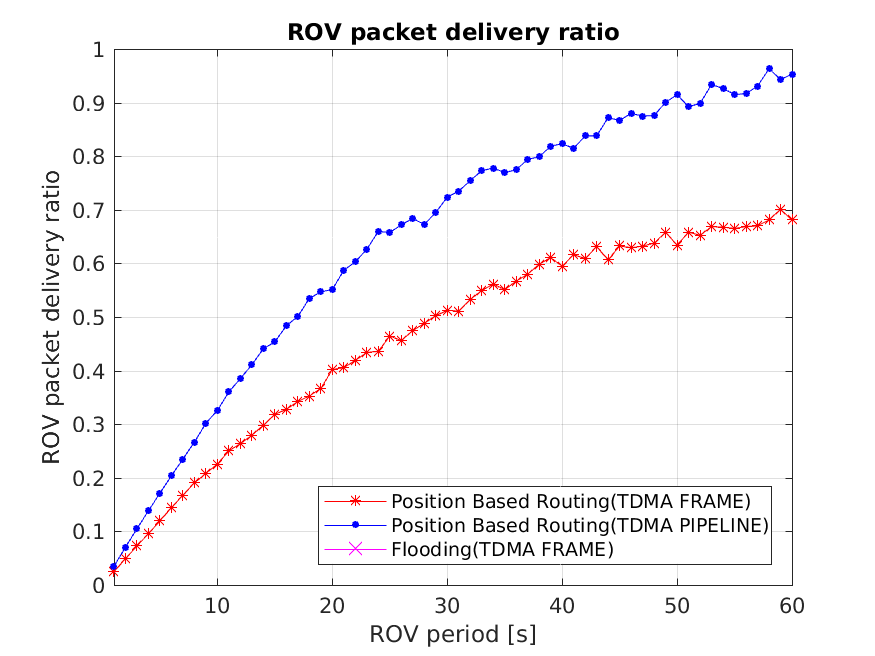 ROV packet delivery ratio
ROV packet delivery ratio
1
0.9
0.8
0.7
0.6
0.5
0.4
0.3
0.2
0.1
0
Position Based Routing(TDMA FRAME)
Position Based Routing(TDMA PIPELINE)
Flooding(TDMA FRAME)
10 20 30 40 50 60
ROV period [s]